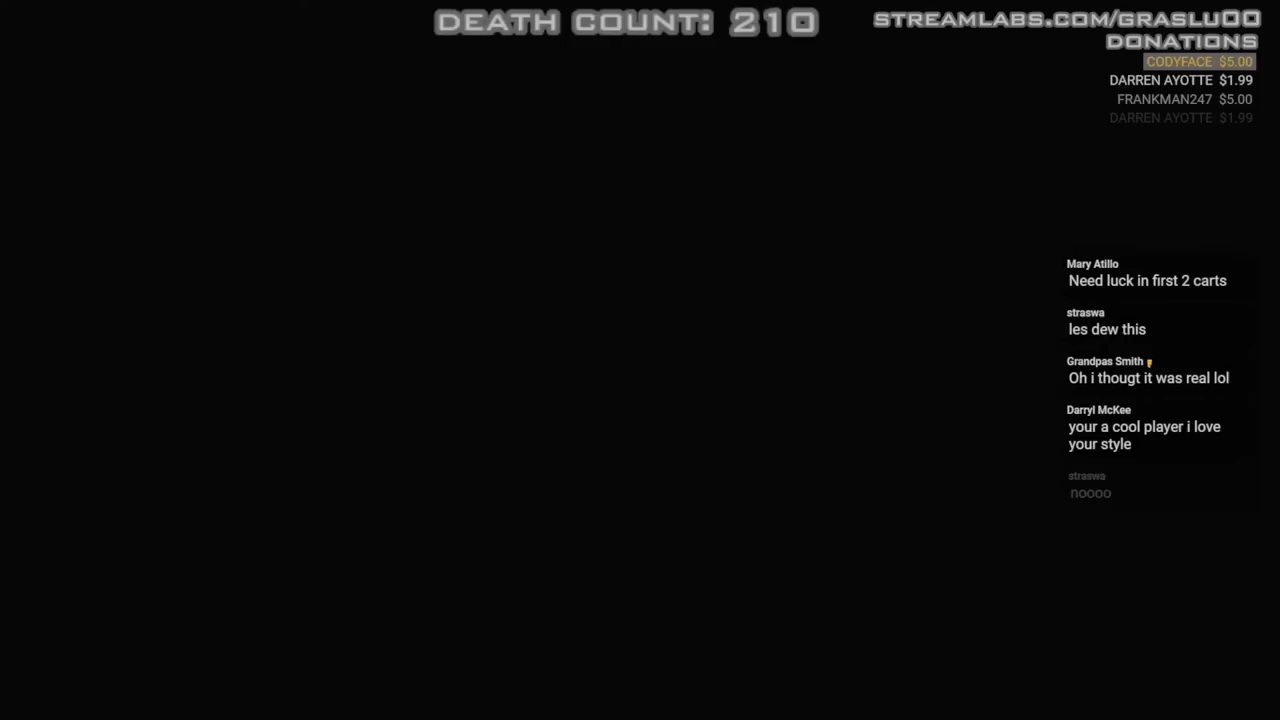 DEATH COUNT: 210
STREAMLABS.COM/GRASLU00
DONATIONS
CODYFACE $5.00
DARREN AYOTTE $1.99
FRANKMAN247 $5.00
DARREN AYOTTE $1.99
Mary Atillo
Need luck in first 2 carts
straswa
les dew this
Grandpas Smith
Oh i thougt it was real lol
Darryl McKee
your a cool player i love
your style
straswa
noooo